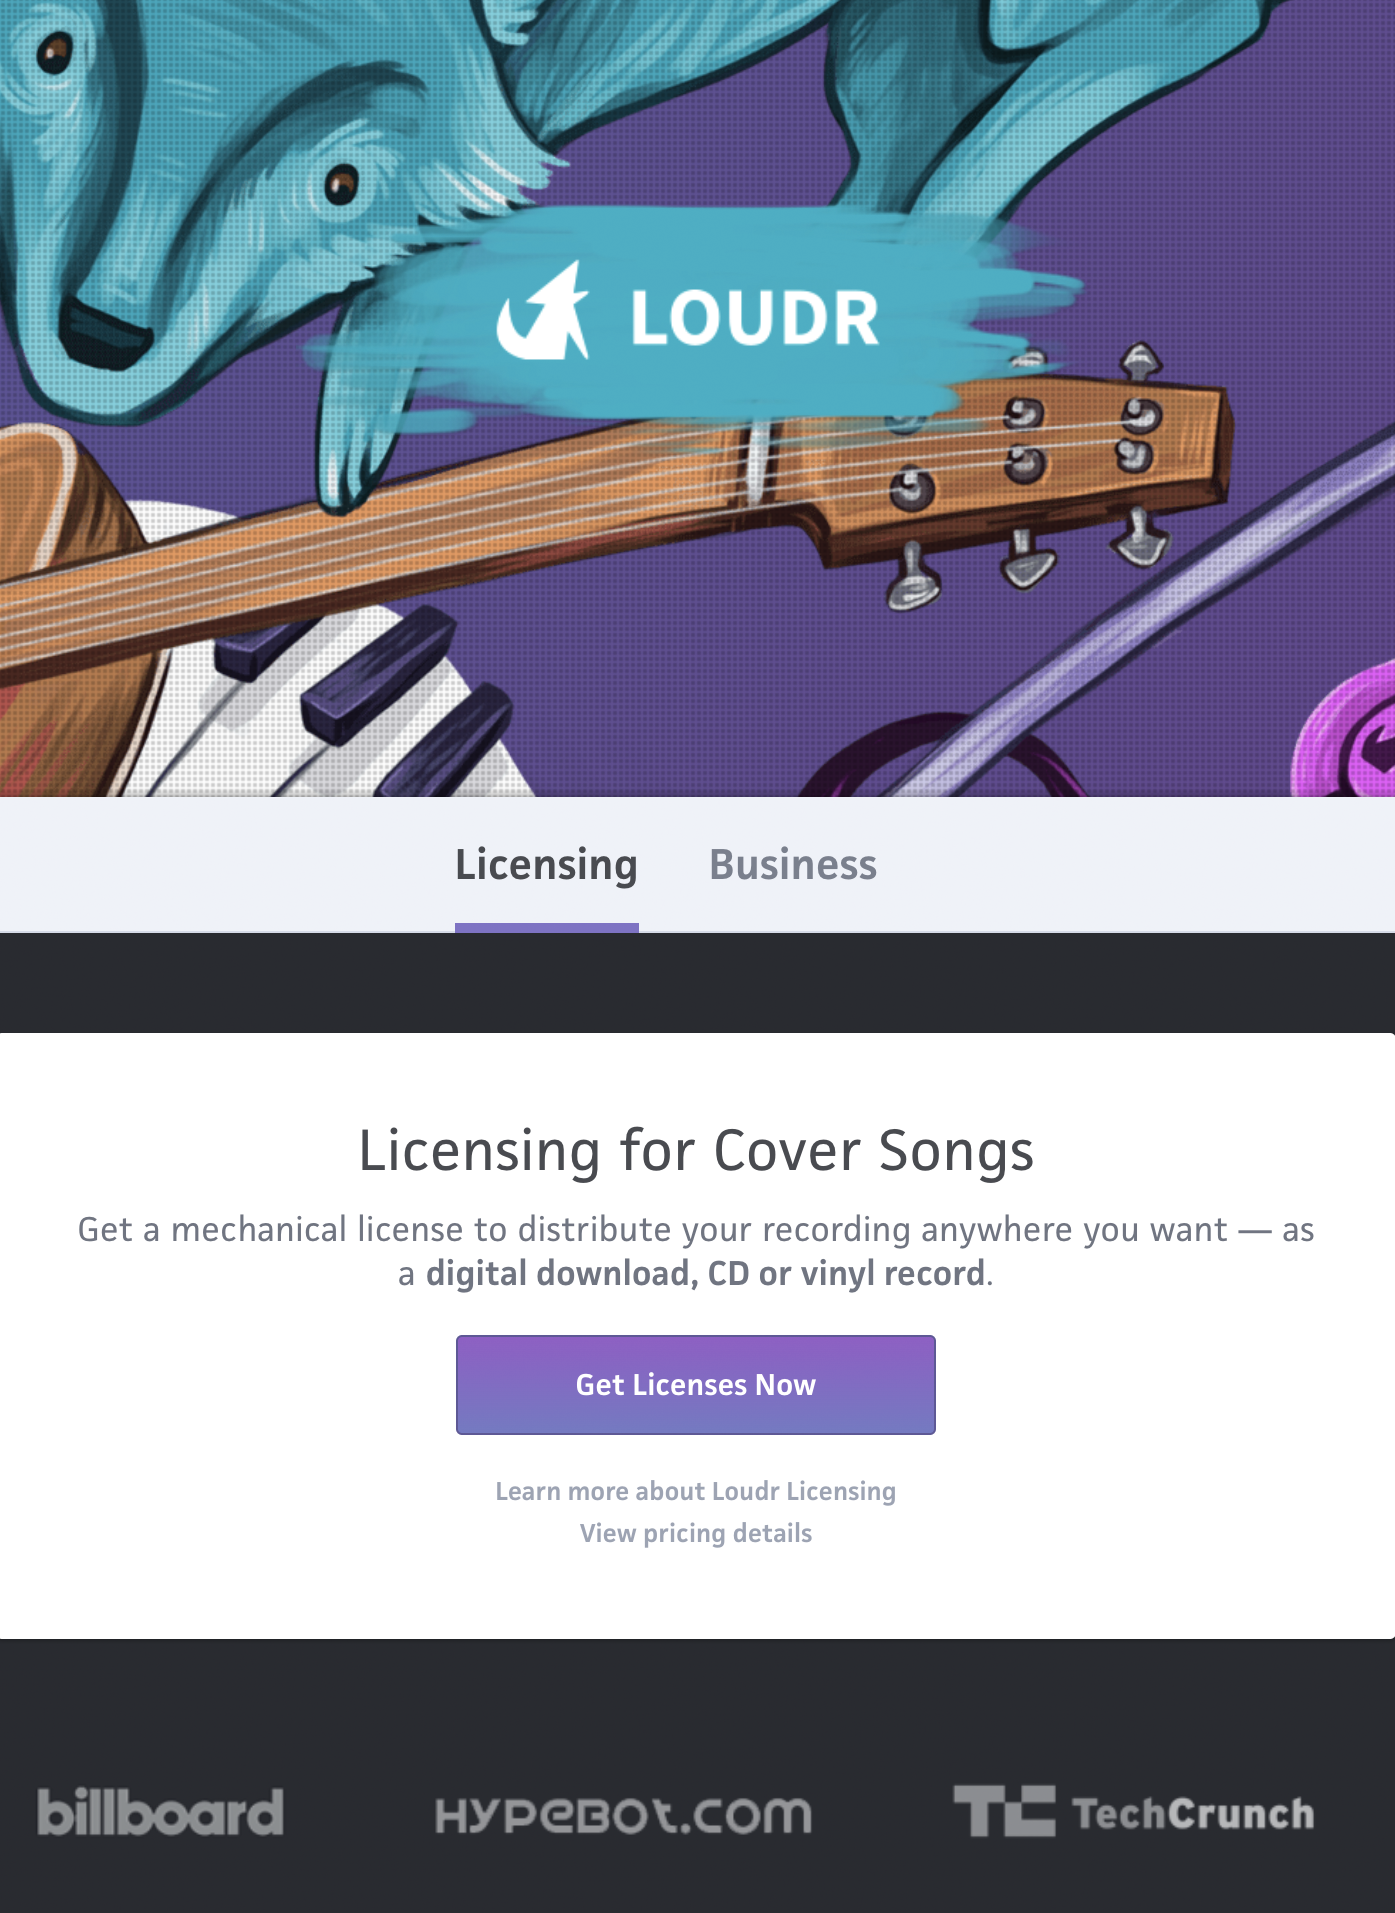 LOUDR
Licensing
Business
Licensing for Cover Songs
Get a mechanical license to distribute your recording anywhere you want — as
a digital download, CD or vinyl record.
Get Licenses Now
Learn more about Loudr Licensing
View pricing details
billboard
HYPEBOT.COM
TC TechCrunch